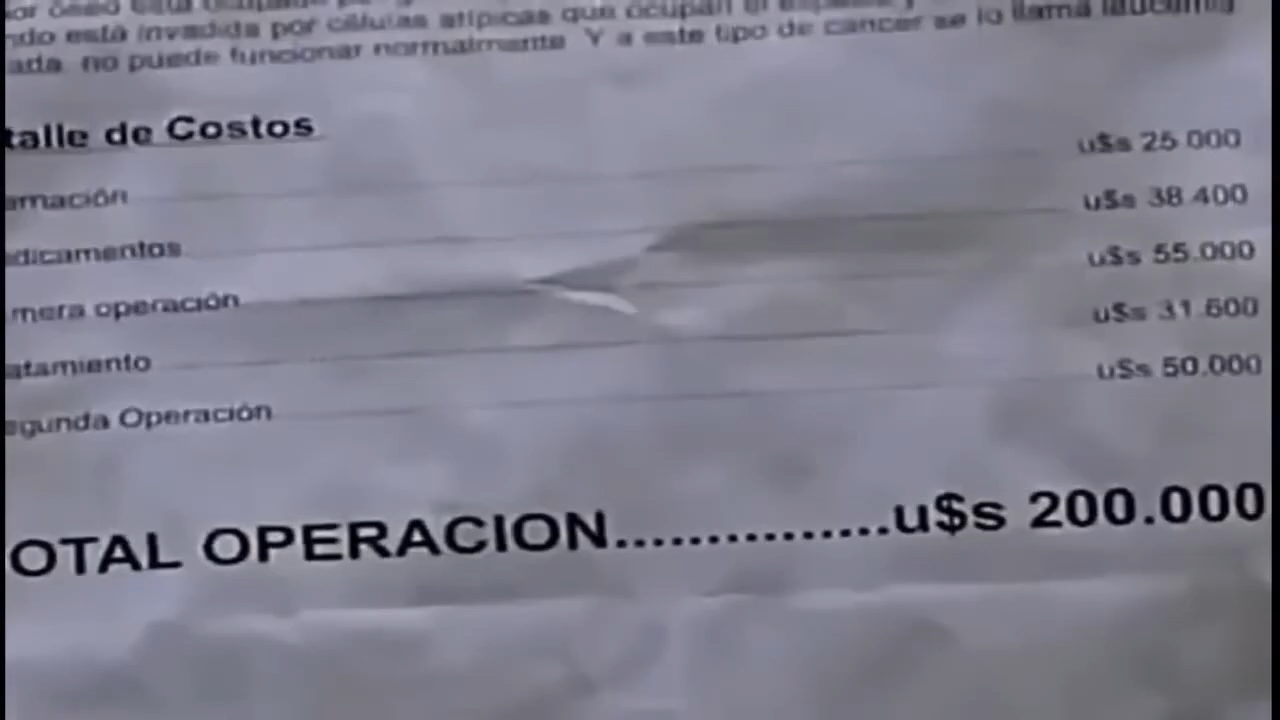 está invadida por células atípicas que ocupan el
no puede funcionar normalmente Y a este tipo de cancer se lo llama
talle de Costos
u$s 25.000
amación
u$s 38.400
dicamentos
u$s 55.000
mera operación
u$s 31.600
atamiento
u$s 50.000
egunda Operación
OTAL OPERACION...............u$s 200.000